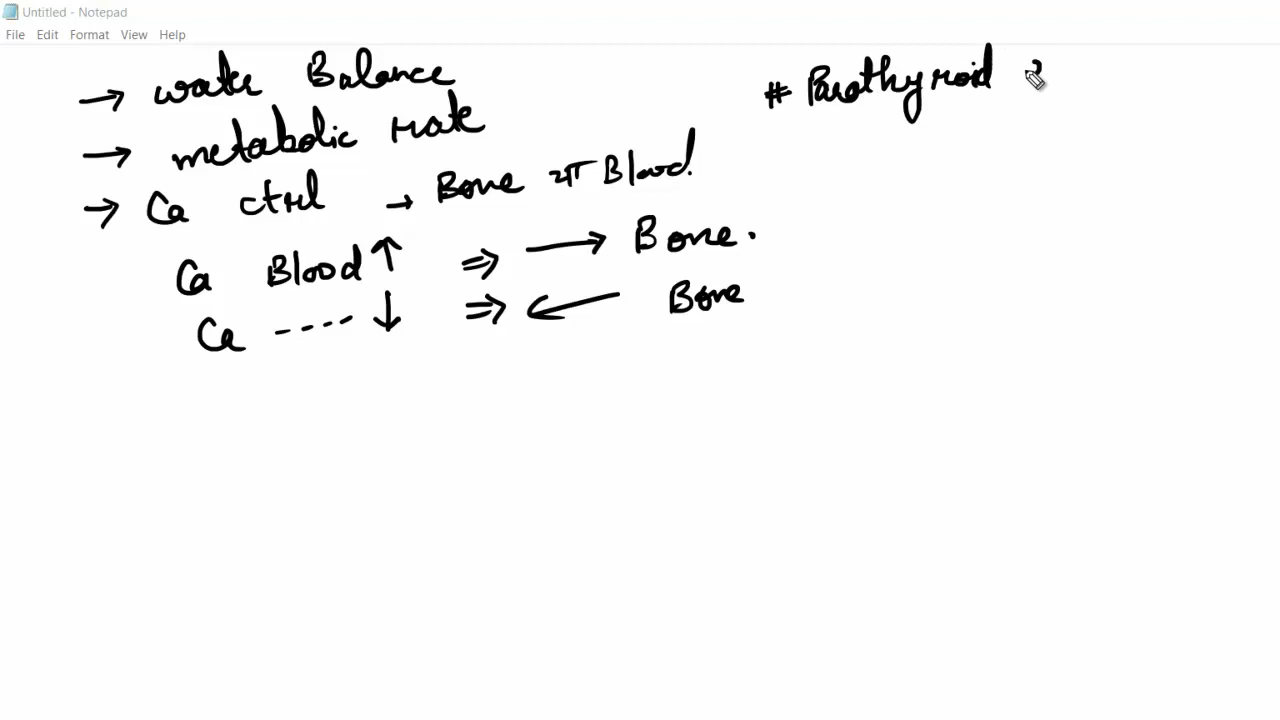 Untitled - Notepad
File Edit Format View Help
→ water Balance
→ metabolic rate
→ Ca ctrl → Bone या Blood.
Ca Blood ↑ ⇒ → Bone.
Ca ---- ↓ ⇒ ← Bone
# Parathyroid